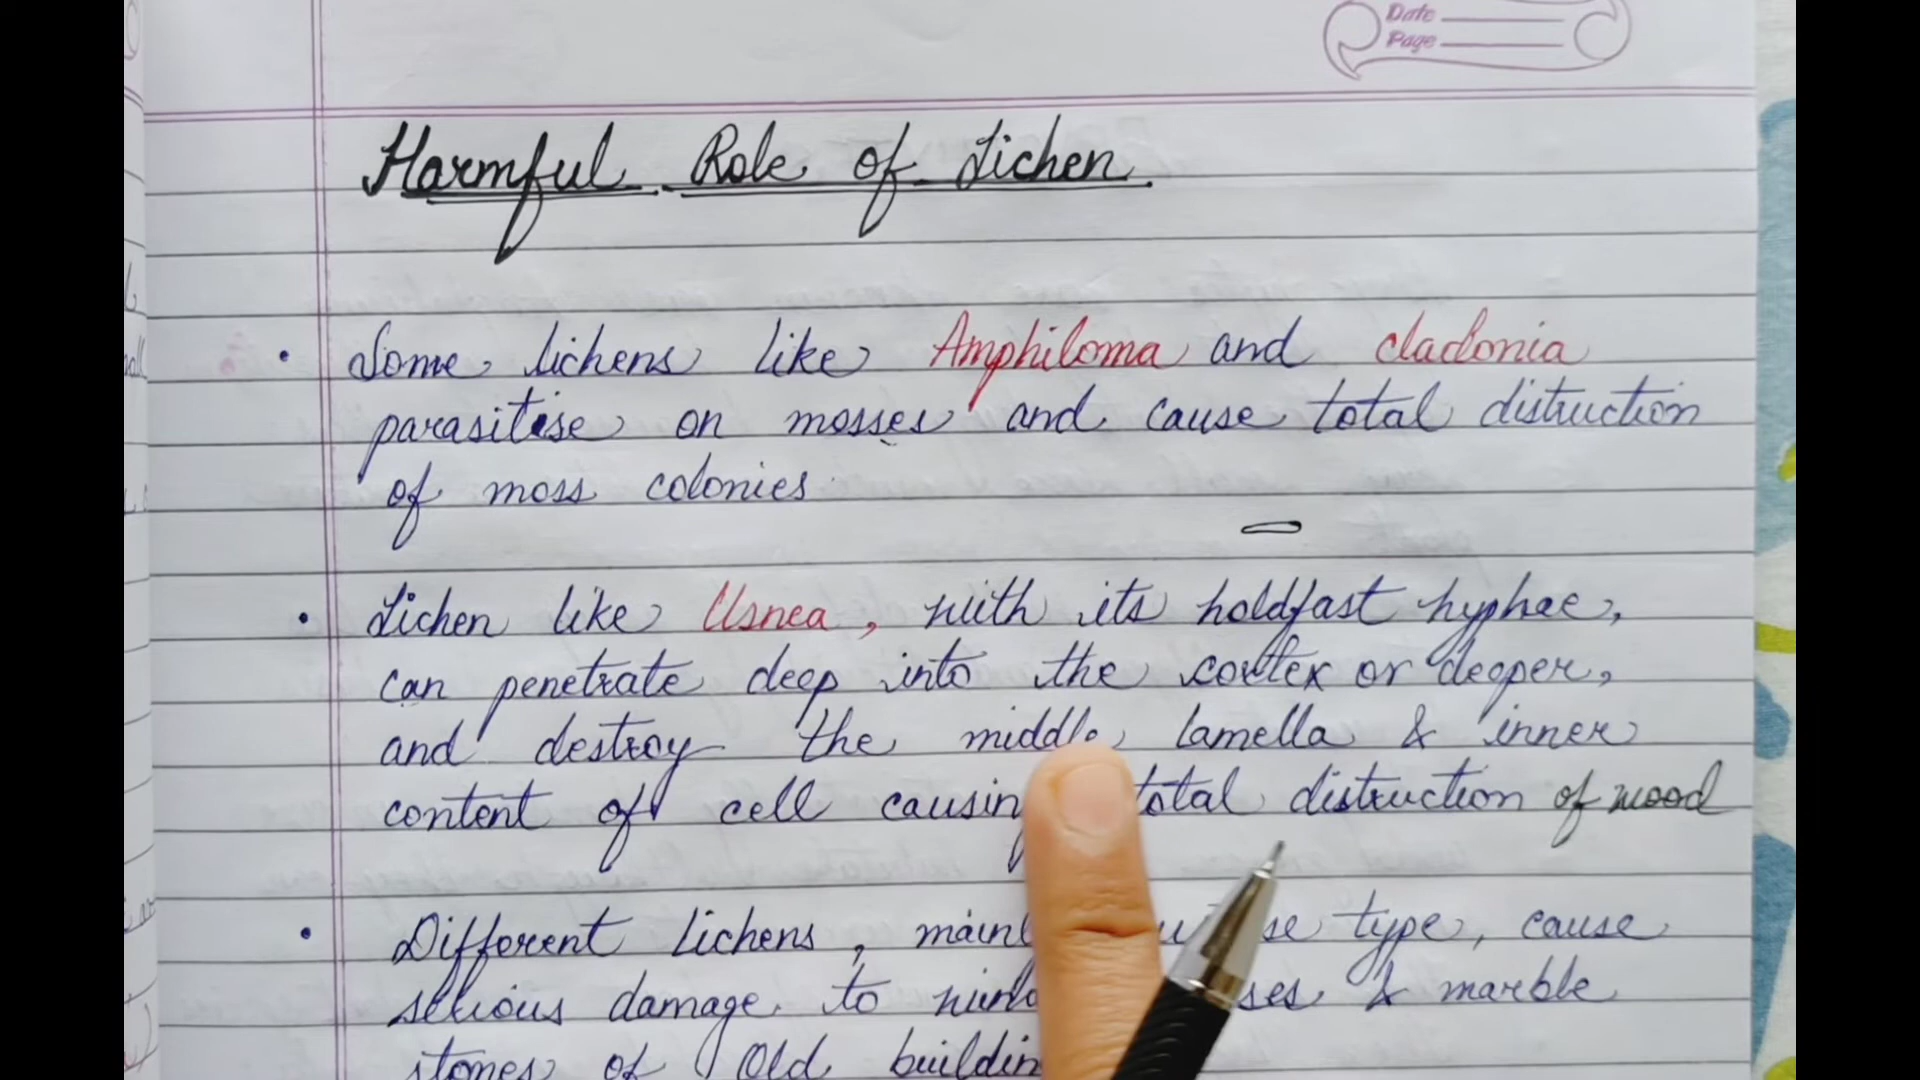 Date
Page
Harmful Role of Lichen
• Some lichens like Amphiloma and cladonia
parasitise on mosses and cause total distruction
of moss colonies
• Lichen like Usnea, with its holdfast hyphae,
can penetrate deep into the cortex or deeper,
and destroy the middle lamella & inner
content of cell causing total distruction of wood
• Different lichens, type, cause
serious damage to & marble
stones of Old